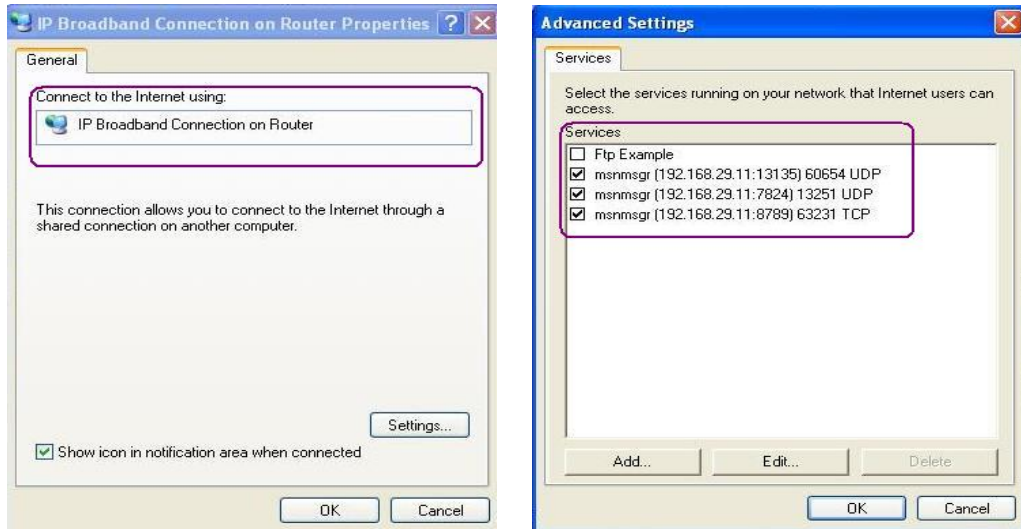 IP Broadband Connection on Router Properties
General
Connect to the Internet using:
IP Broadband Connection on Router
This connection allows you to connect to the Internet through a
shared connection on another computer.
Settings...
Show icon in notification area when connected
OK
Cancel
Advanced Settings
Services
Select the services running on your network that Internet users can
access.
Services
Ftp Example
msnmsgr (192.168.29.11:13135) 60654 UDP
msnmsgr (192.168.29.11:7824) 13251 UDP
msnmsgr (192.168.29.11:8789) 63231 TCP
Add...
Edit...
Delete
OK
Cancel